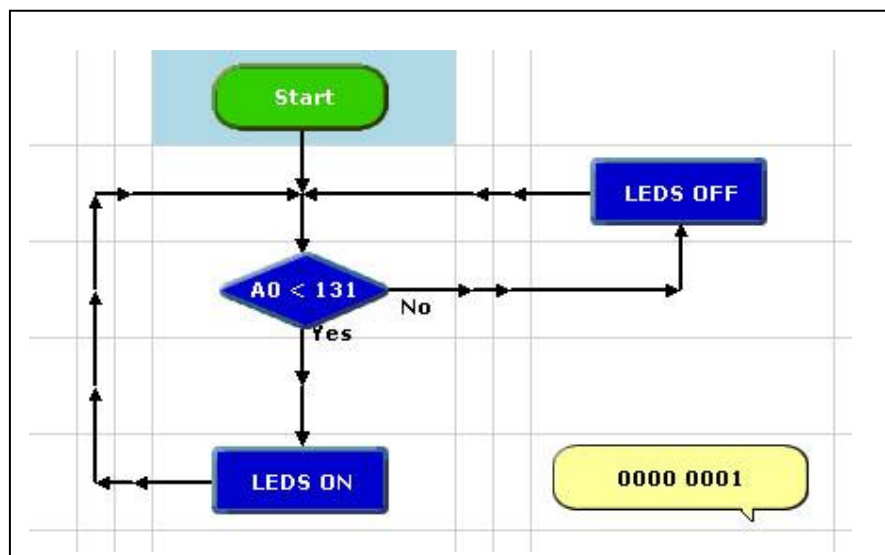 Start
LEDS OFF
A0 < 131
No
Yes
LEDS ON
0000 0001